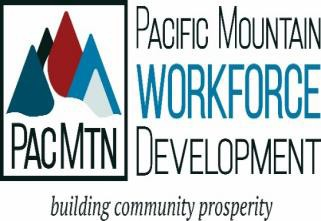 PACMTN
PACIFIC MOUNTAIN
WORKFORCE
DEVELOPMENT
building community prosperity